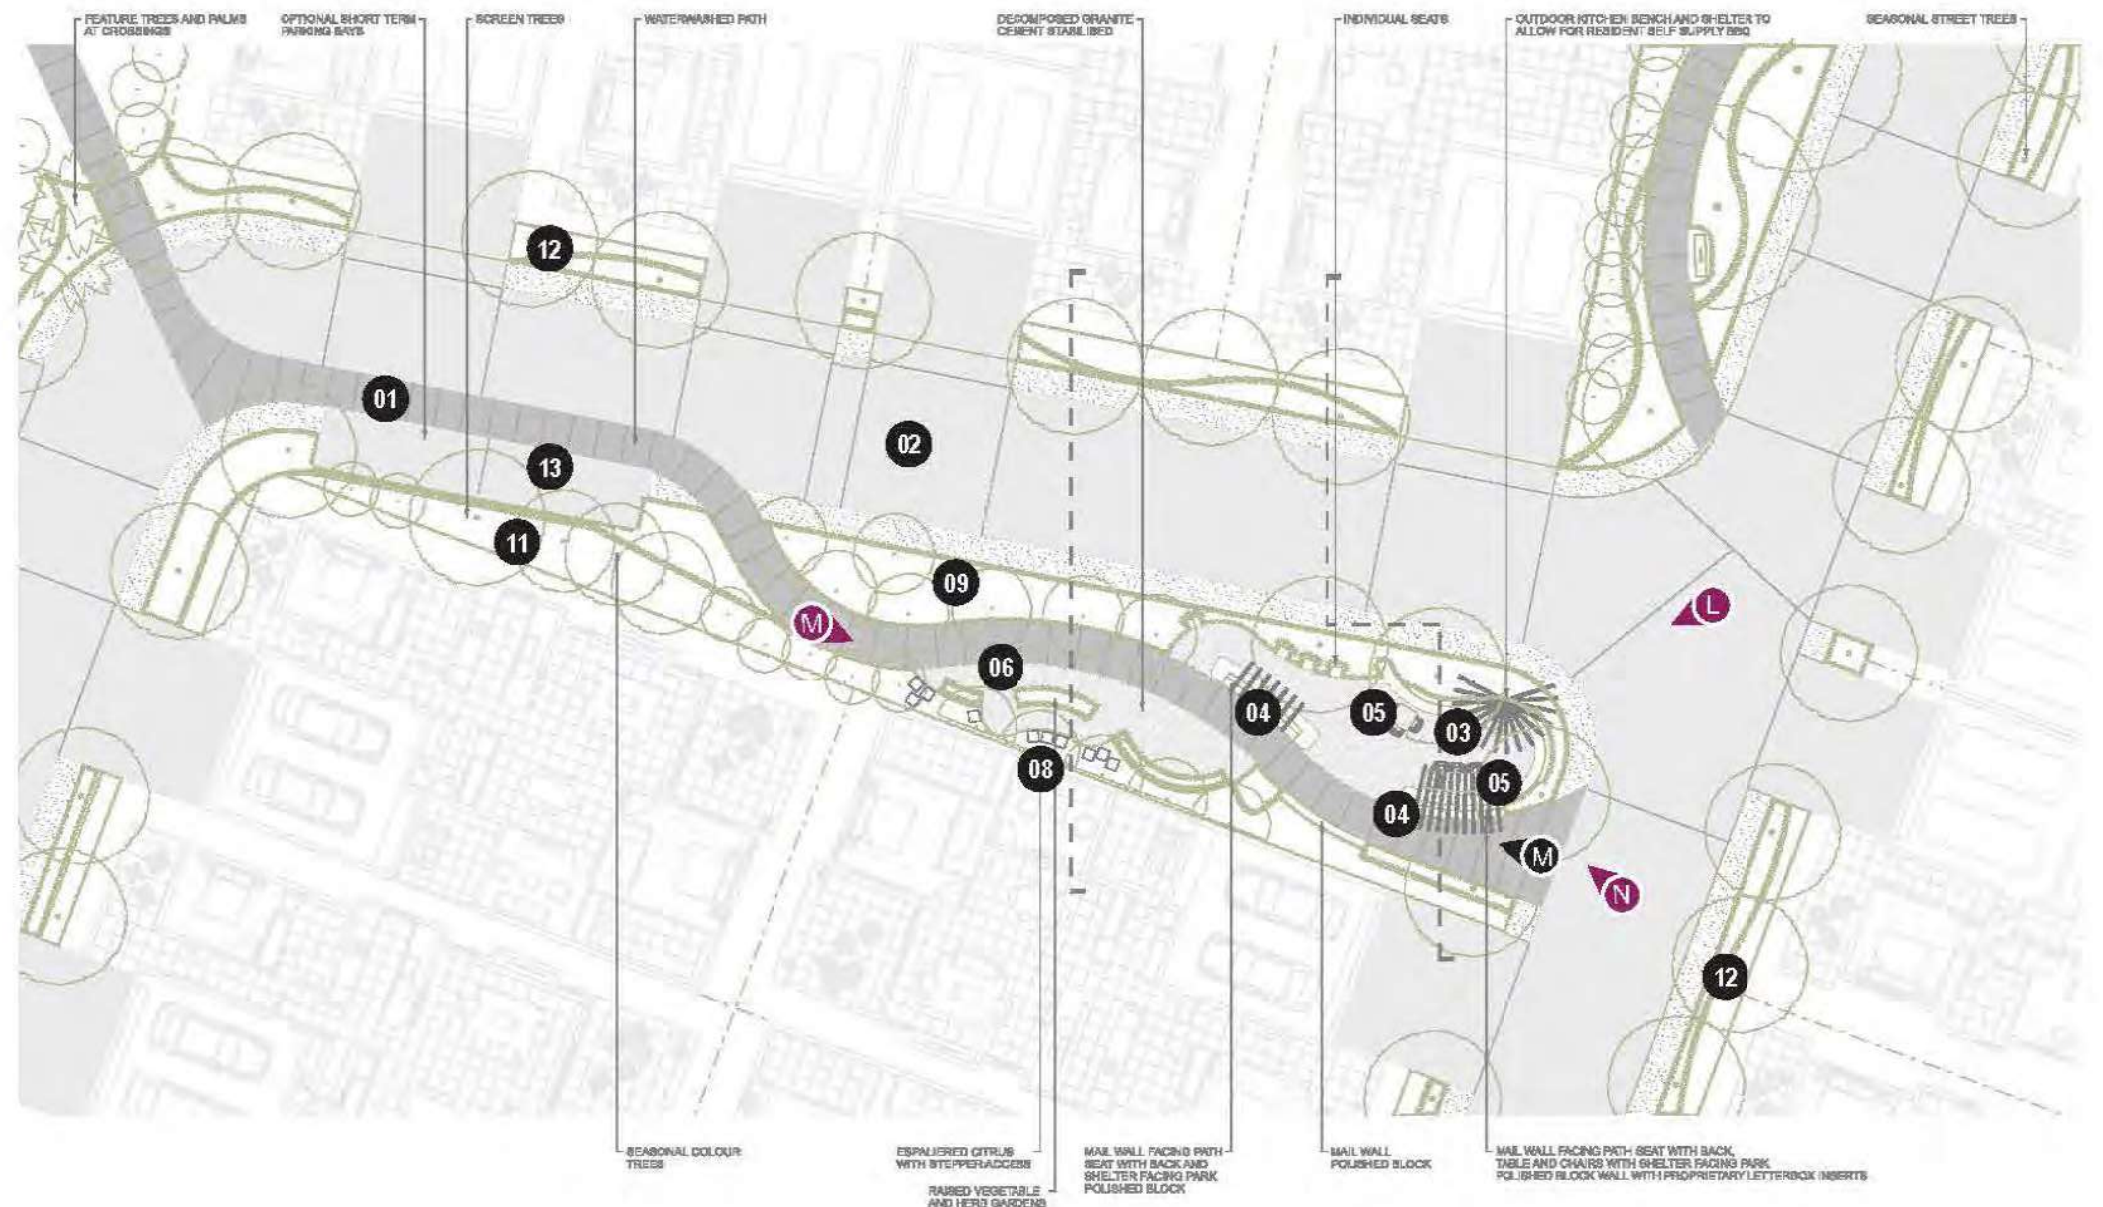 FEATURE TREES AND PALMS
AT CROSSINGS
OPTIONAL SHORT TERM
PARKING BAYS
SCREEN TREES
WATERWASHED PATH
DECOMPOSED GRANITE
CEMENT STABILISED
INDIVIDUAL SEATS
OUTDOOR KITCHEN BENCH AND SHELTER TO
ALLOW FOR RESIDENT SELF SUPPLY BBQ
SEASONAL STREET TREES
12
01
02
13
11
09
M
L
06
04
05
03
08
05
04
M
N
12
SEASONAL COLOUR
TREES
ESPALIERED CITRUS
WITH STEPPER ACCESS
RAISED VEGETABLE
AND HERB GARDENS
MAIL WALL FACING PATH
SEAT WITH BACK AND
SHELTER FACING PARK
POLISHED BLOCK
MAIL WALL
POLISHED BLOCK
MAIL WALL FACING PATH SEAT WITH BACK,
TABLE AND CHAIRS WITH SHELTER FACING PARK
POLISHED BLOCK WALL WITH PROPRIETARY LETTERBOX INSERTS